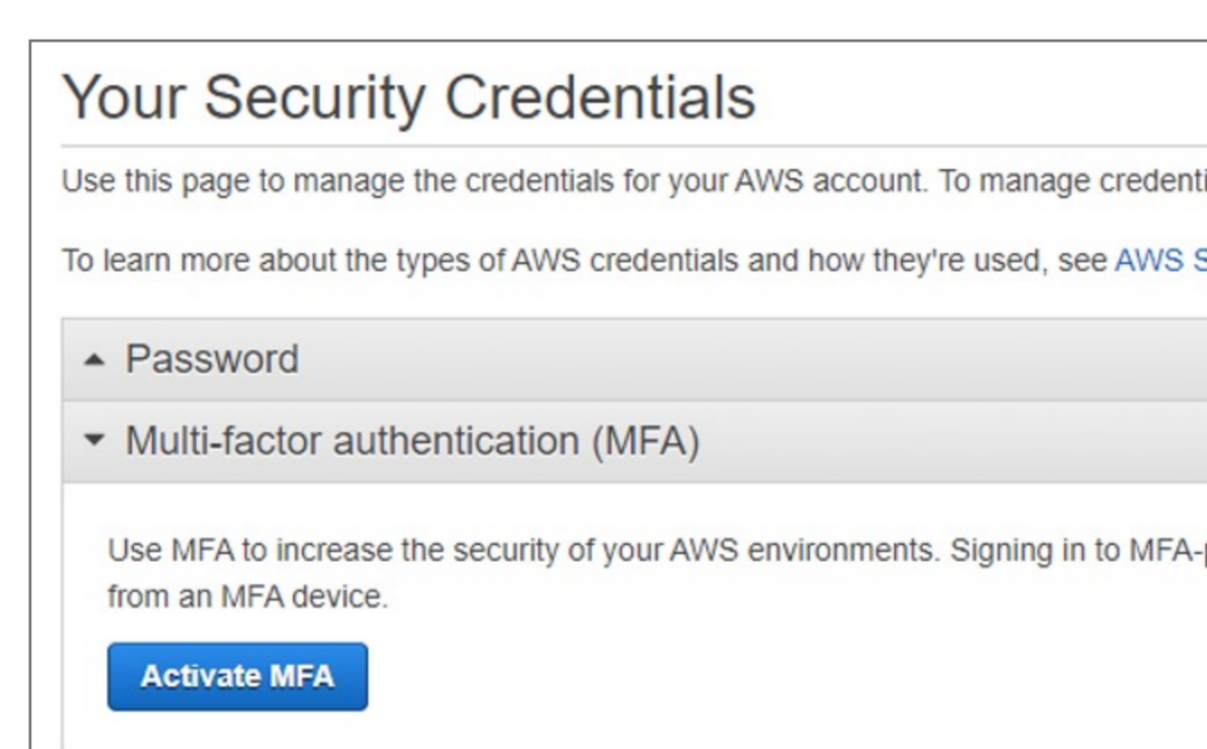 Your Security Credentials
Use this page to manage the credentials for your AWS account. To manage
To learn more about the types of AWS credentials and how they're used, see AWS
Password
Multi-factor authentication (MFA)
Use MFA to increase the security of your AWS environments. Signing in to
from an MFA device.
Activate MFA